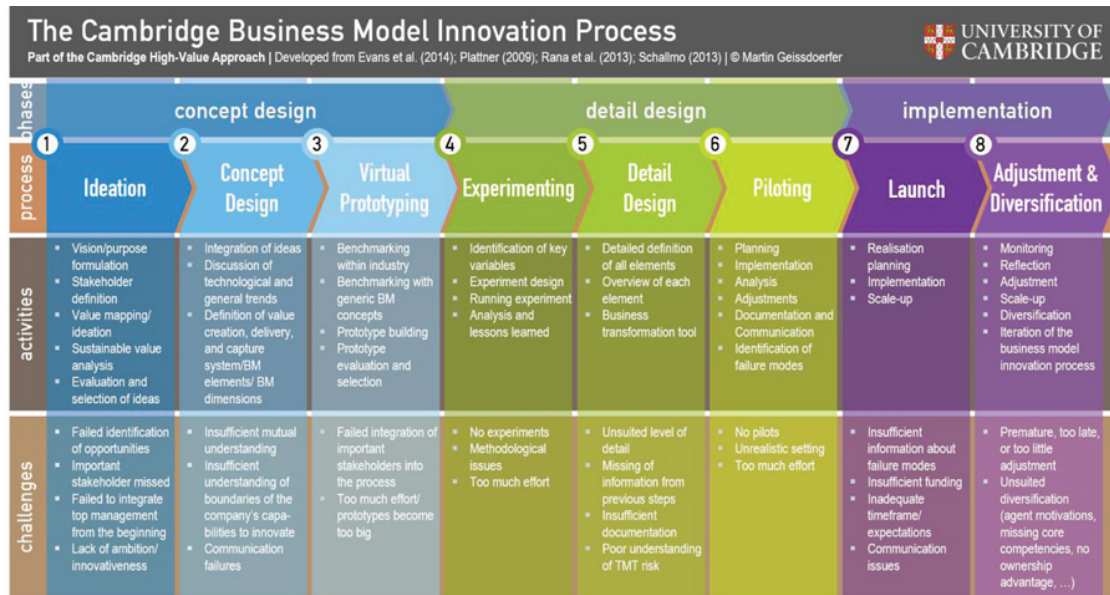 The Cambridge Business Model Innovation Process
Part of the Cambridge High-Value Approach | Developed from Evans et al. (2014); Plattner (2009); Rana et al. (2013); Schallmo (2013) | © Martin Geissdoerfer
UNIVERSITY OF
CAMBRIDGE
phases
concept design
detail design
implementation
process
1
Ideation
2
Concept
Design
3
Virtual
Prototyping
4
Experimenting
5
Detail
Design
6
Piloting
7
Launch
8
Adjustment &
Diversification
activities
▪ Vision/purpose
formulation
▪ Stakeholder
definition
▪ Value mapping/
ideation
▪ Sustainable value
analysis
▪ Evaluation and
selection of ideas
▪ Integration of ideas
▪ Discussion of
technological and
general trends
▪ Definition of value
creation, delivery,
and capture
system/BM
elements/ BM
dimensions
▪ Benchmarking
within industry
▪ Benchmarking with
generic BM
concepts
▪ Prototype building
▪ Prototype
evaluation and
selection
▪ Identification of key
variables
▪ Experiment design
▪ Running experiment
▪ Analysis and
lessons learned
▪ Detailed definition
of all elements
▪ Overview of each
element
▪ Business
transformation tool
▪ Planning
▪ Implementation
▪ Analysis
▪ Adjustments
▪ Documentation and
Communication
▪ Identification of
failure modes
▪ Realisation
planning
▪ Implementation
▪ Scale-up
▪ Monitoring
▪ Reflection
▪ Adjustment
▪ Scale-up
▪ Diversification
▪ Iteration of the
business model
innovation process
challenges
▪ Failed identification
of opportunities
▪ Important
stakeholder missed
▪ Failed to integrate
top management
from the beginning
▪ Lack of ambition/
innovativeness
▪ Insufficient mutual
understanding
▪ Insufficient
understanding of
boundaries of the
company's capa-
bilities to innovate
▪ Communication
failures
▪ Failed integration of
important
stakeholders into
the process
▪ Too much effort/
prototypes become
too big
▪ No experiments
▪ Methodological
issues
▪ Too much effort
▪ Unsuited level of
detail
▪ Missing of
information from
previous steps
▪ Insufficient
documentation
▪ Poor understanding
of TMT risk
▪ No pilots
▪ Unrealistic setting
▪ Too much effort
▪ Insufficient
information about
failure modes
▪ Insufficient funding
▪ Inadequate
timeframe/
expectations
▪ Communication
issues
▪ Premature, too late,
or too little
adjustment
▪ Unsuited
diversification
(agent motivations,
missing core
competencies, no
ownership
advantage, ...)